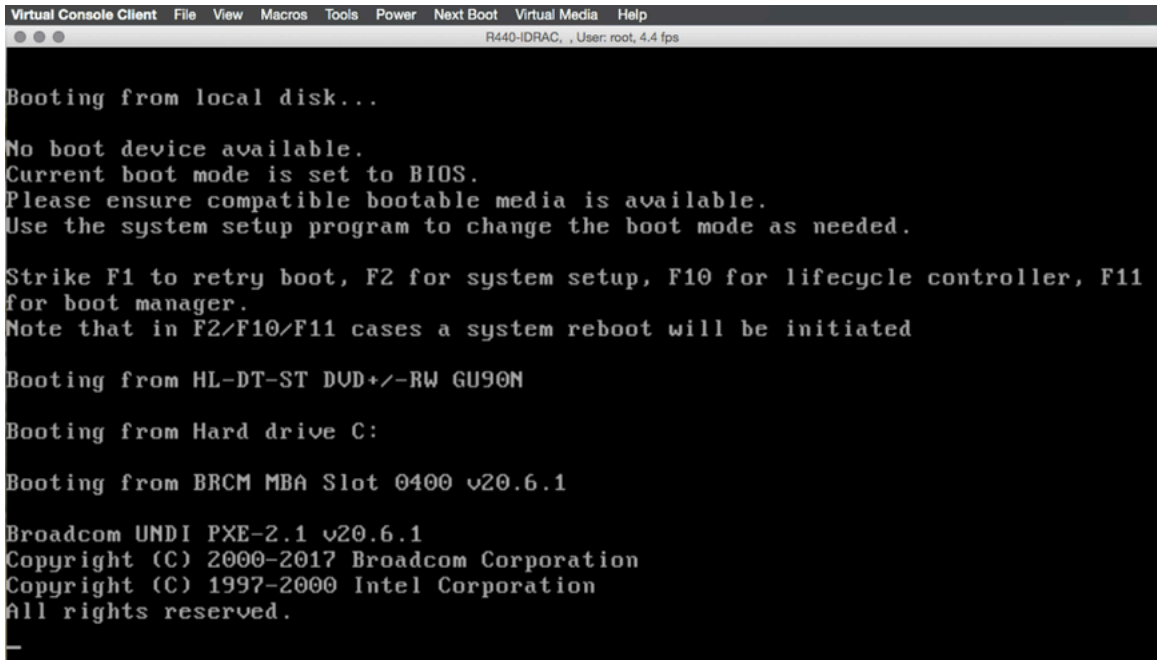 Virtual Console Client File View Macros Tools Power Next Boot Virtual Media Help
R440-IDRAC, , User: root, 4.4 fps
Booting from local disk...
No boot device available.
Current boot mode is set to BIOS.
Please ensure compatible bootable media is available.
Use the system setup program to change the boot mode as needed.
Strike F1 to retry boot, F2 for system setup, F10 for lifecycle controller, F11
for boot manager.
Note that in F2/F10/F11 cases a system reboot will be initiated
Booting from HL-DT-ST DVD+/-RW GU90N
Booting from Hard drive C:
Booting from BRCM MBA Slot 0400 v20.6.1
Broadcom UNDI PXE-2.1 v20.6.1
Copyright (C) 2000-2017 Broadcom Corporation
Copyright (C) 1997-2000 Intel Corporation
All rights reserved.